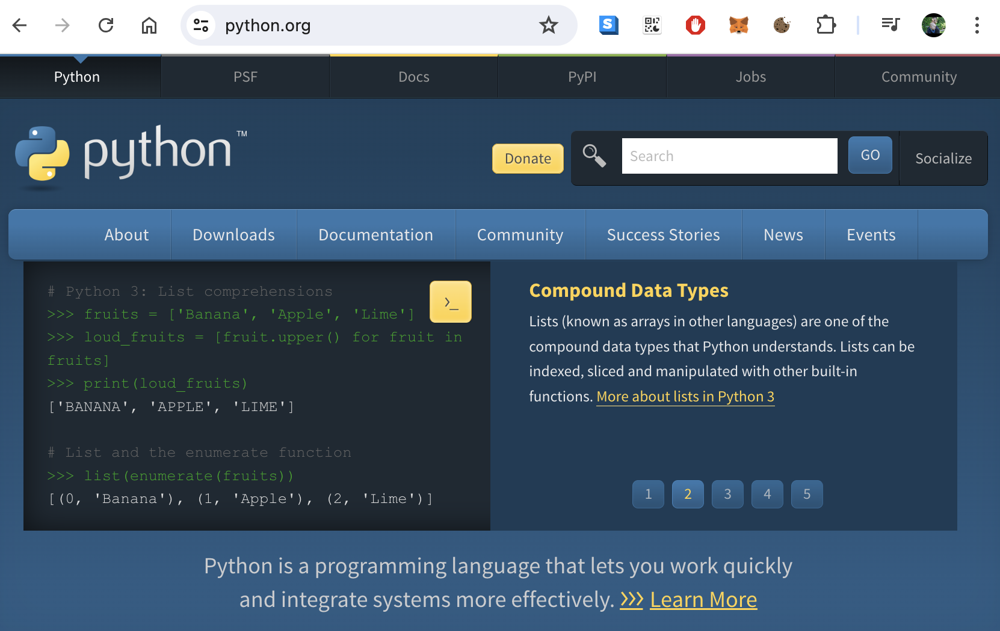 python.org
Python
PSF
Docs
PyPI
Jobs
Community
python™
Donate
Search
GO
Socialize
About
Downloads
Documentation
Community
Success Stories
News
Events
# Python 3: List comprehensions
>>> fruits = ['Banana', 'Apple', 'Lime']
>>> loud_fruits = [fruit.upper() for fruit in
fruits]
>>> print(loud_fruits)
['BANANA', 'APPLE', 'LIME']
# List and the enumerate function
>>> list(enumerate(fruits))
[(0, 'Banana'), (1, 'Apple'), (2, 'Lime')]
>_
Compound Data Types
Lists (known as arrays in other languages) are one of the
compound data types that Python understands. Lists can be
indexed, sliced and manipulated with other built-in
functions. More about lists in Python 3
1
2
3
4
5
Python is a programming language that lets you work quickly
and integrate systems more effectively. >>> Learn More